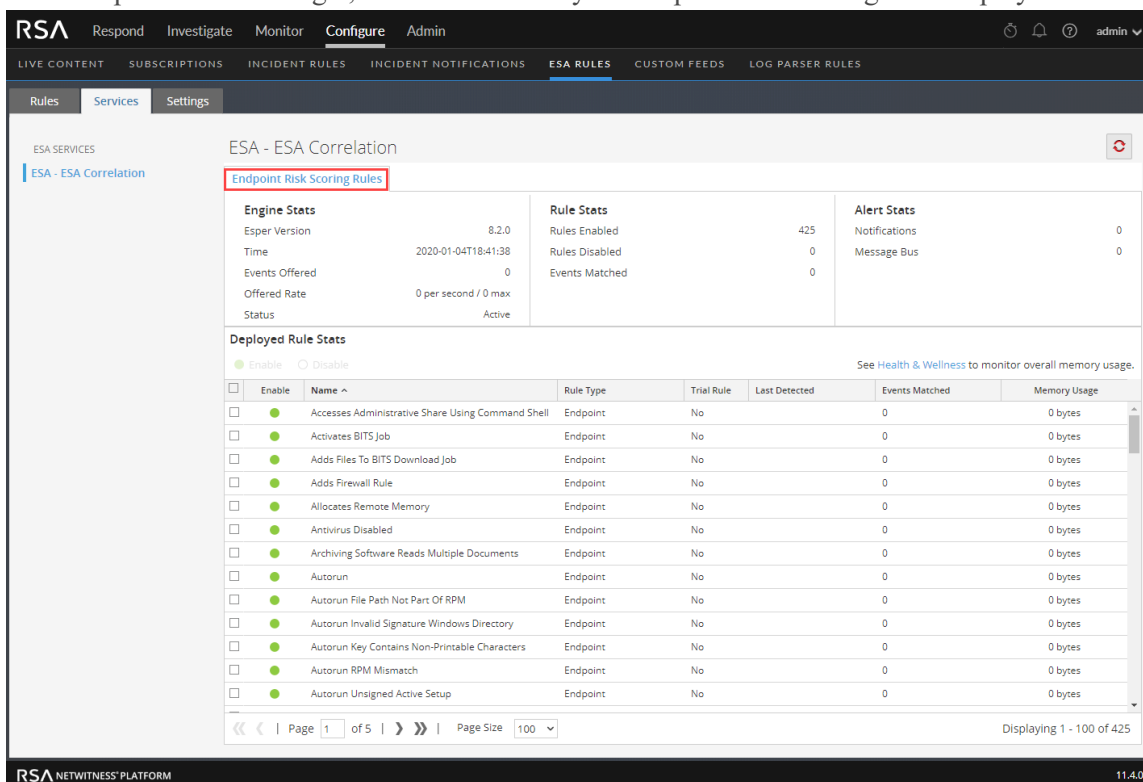 RSA Respond Investigate Monitor Configure Admin admin
LIVE CONTENT SUBSCRIPTIONS INCIDENT RULES INCIDENT NOTIFICATIONS ESA RULES CUSTOM FEEDS LOG PARSER RULES
Rules Services Settings
ESA SERVICES
ESA - ESA Correlation
ESA - ESA Correlation
Endpoint Risk Scoring Rules
Engine Stats
Esper Version 8.2.0
Time 2020-01-04T18:41:38
Events Offered 0
Offered Rate 0 per second / 0 max
Status Active
Rule Stats
Rules Enabled 425
Rules Disabled 0
Events Matched 0
Alert Stats
Notifications 0
Message Bus 0
Deployed Rule Stats
Enable Disable
See Health & Wellness to monitor overall memory usage.
Enable Name Rule Type Trial Rule Last Detected Events Matched Memory Usage
Accesses Administrative Share Using Command Shell Endpoint No 0 0 bytes
Activates BITS Job Endpoint No 0 0 bytes
Adds Files To BITS Download Job Endpoint No 0 0 bytes
Adds Firewall Rule Endpoint No 0 0 bytes
Allocates Remote Memory Endpoint No 0 0 bytes
Antivirus Disabled Endpoint No 0 0 bytes
Archiving Software Reads Multiple Documents Endpoint No 0 0 bytes
Autorun Endpoint No 0 0 bytes
Autorun File Path Not Part Of RPM Endpoint No 0 0 bytes
Autorun Invalid Signature Windows Directory Endpoint No 0 0 bytes
Autorun Key Contains Non-Printable Characters Endpoint No 0 0 bytes
Autorun RPM Mismatch Endpoint No 0 0 bytes
Autorun Unsigned Active Setup Endpoint No 0 0 bytes
Page 1 of 5 | Page Size 100 Displaying 1 - 100 of 425
RSA NETWITNESS® PLATFORM 11.4.0